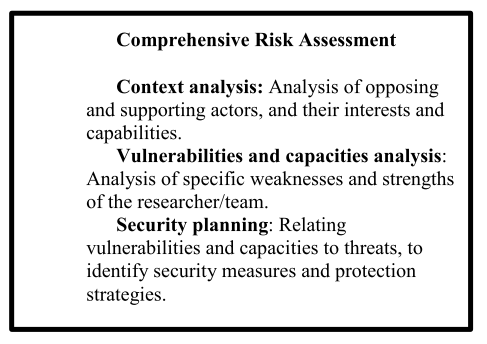 Comprehensive Risk Assessment
Context analysis: Analysis of opposing
and supporting actors, and their interests and
capabilities.
Vulnerabilities and capacities analysis:
Analysis of specific weaknesses and strengths
of the researcher/team.
Security planning: Relating
vulnerabilities and capacities to threats, to
identify security measures and protection
strategies.